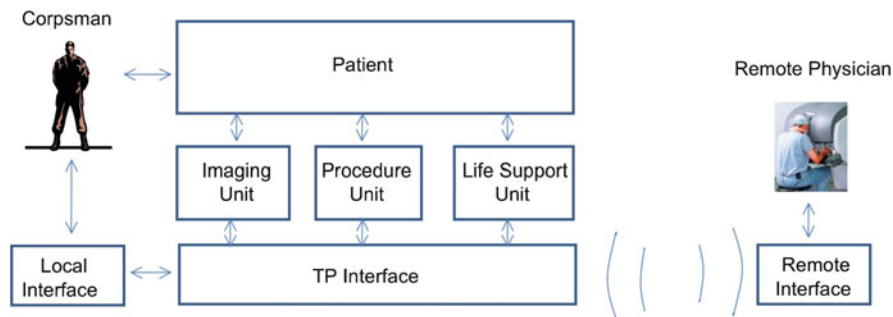 Corpsman
Patient
Remote Physician
Imaging
Unit
Procedure
Unit
Life Support
Unit
Local
Interface
TP Interface
Remote
Interface